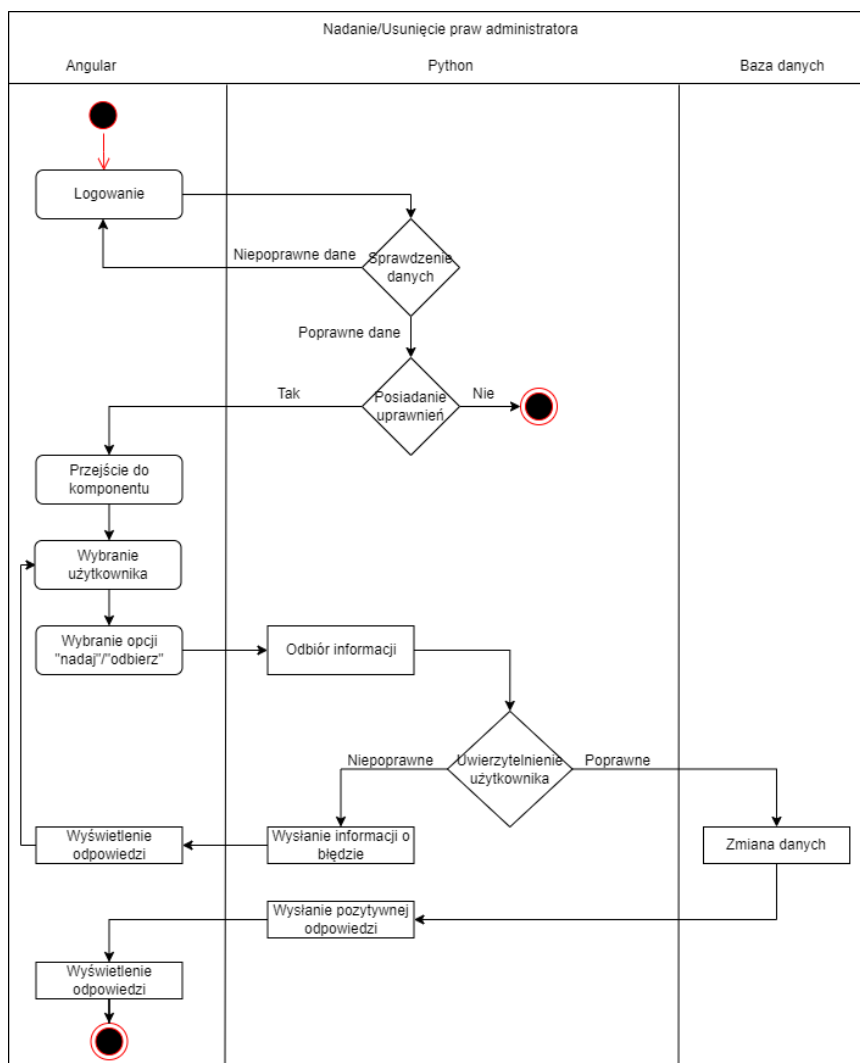 Nadanie/Usunięcie praw administratora
Angular
Python
Baza danych
Logowanie
Niepoprawne dane
Sprawdzenie
danych
Poprawne dane
Tak
Posiadanie
uprawnień
Nie
Przejście do
komponentu
Wybranie
użytkownika
Wybranie opcji
"nadaj"/"odbierz"
Odbiór informacji
Niepoprawne
Uwierzytelnienie
użytkownika
Poprawne
Wyświetlenie
odpowiedzi
Wysłanie informacji o
błędzie
Zmiana danych
Wysłanie pozytywnej
odpowiedzi
Wyświetlenie
odpowiedzi